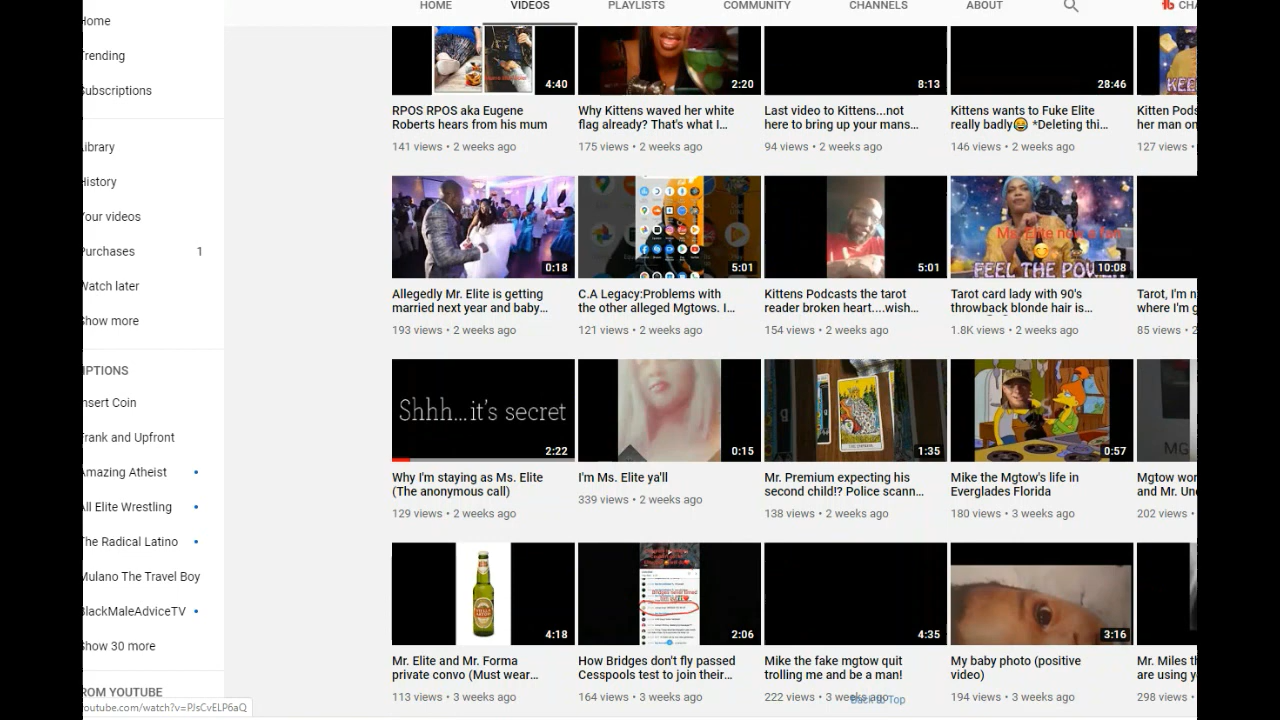 HOME VIDEOS PLAYLISTS COMMUNITY CHANNELS ABOUT CHA
Home
Trending
Subscriptions
Library
History
Your videos
Purchases 1
Watch later
Show more
IPTIONS
Insert Coin
Frank and Upfront
Amazing Atheist
All Elite Wrestling
The Radical Latino
Mulano The Travel Boy
BlackMaleAdviceTV
Show 30 more
ROM YOUTUBE
youtube.com/watch?v=PJsCvELP6aQ
4:40
RPOS RPOS aka Eugene
Roberts hears from his mum
141 views • 2 weeks ago
2:20
Why Kittens waved her white
flag already? That's what I...
175 views • 2 weeks ago
8:13
Last video to Kittens...not
here to bring up your mans...
94 views • 2 weeks ago
28:46
Kittens wants to Fuke Elite
really badly😂 *Deleting thi...
146 views • 2 weeks ago
KEE
Kitten Pods
her man on
127 views •
0:18
Allegedly Mr. Elite is getting
married next year and baby...
193 views • 2 weeks ago
5:01
C.A Legacy:Problems with
the other alleged Mgtows. I...
121 views • 2 weeks ago
5:01
Kittens Podcasts the tarot
reader broken heart....wish...
154 views • 2 weeks ago
Ms. Elite now a fan
FEEL THE POW
10:08
Tarot card lady with 90's
throwback blonde hair is...
1.8K views • 2 weeks ago
Tarot, I'm n
where I'm g
85 views • 2
Shhh...it's secret
2:22
Why I'm staying as Ms. Elite
(The anonymous call)
129 views • 2 weeks ago
0:15
I'm Ms. Elite ya'll
339 views • 2 weeks ago
1:35
Mr. Premium expecting his
second child!? Police scann...
138 views • 2 weeks ago
0:57
Mike the Mgtow's life in
Everglades Florida
180 views • 3 weeks ago
MG
Mgtow wor
and Mr. Un
202 views •
4:18
Mr. Elite and Mr. Forma
private convo (Must wear...
113 views • 3 weeks ago
2:06
How Bridges don't fly passed
Cesspools test to join their...
164 views • 3 weeks ago
4:35
Mike the fake mgtow quit
trolling me and be a man!
222 views • 3 weeks ago
Back to Top
3:16
My baby photo (positive
video)
194 views • 3 weeks ago
Mr. Miles t
are using y
298 views •